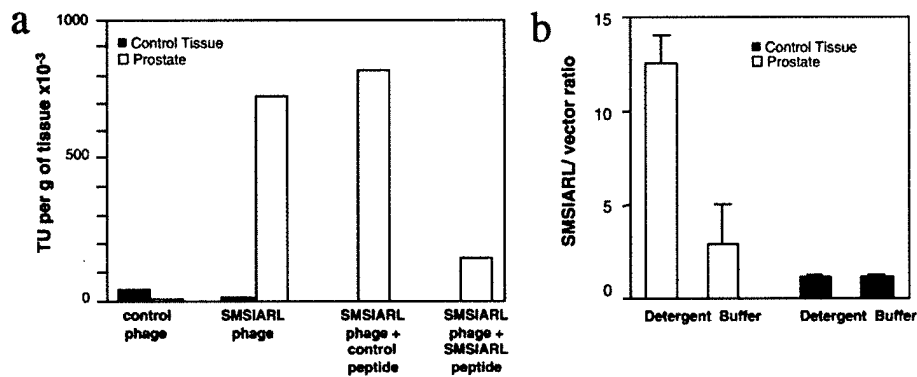 a
TU per g of tissue x10-3
1000
500
0
Control Tissue
Prostate
control
phage
SMSIARL
phage
SMSIARL
phage +
control
peptide
SMSIARL
phage +
SMSIARL
peptide
b
SMSIARL/ vector ratio
15
10
5
0
Control Tissue
Prostate
Detergent Buffer
Detergent Buffer